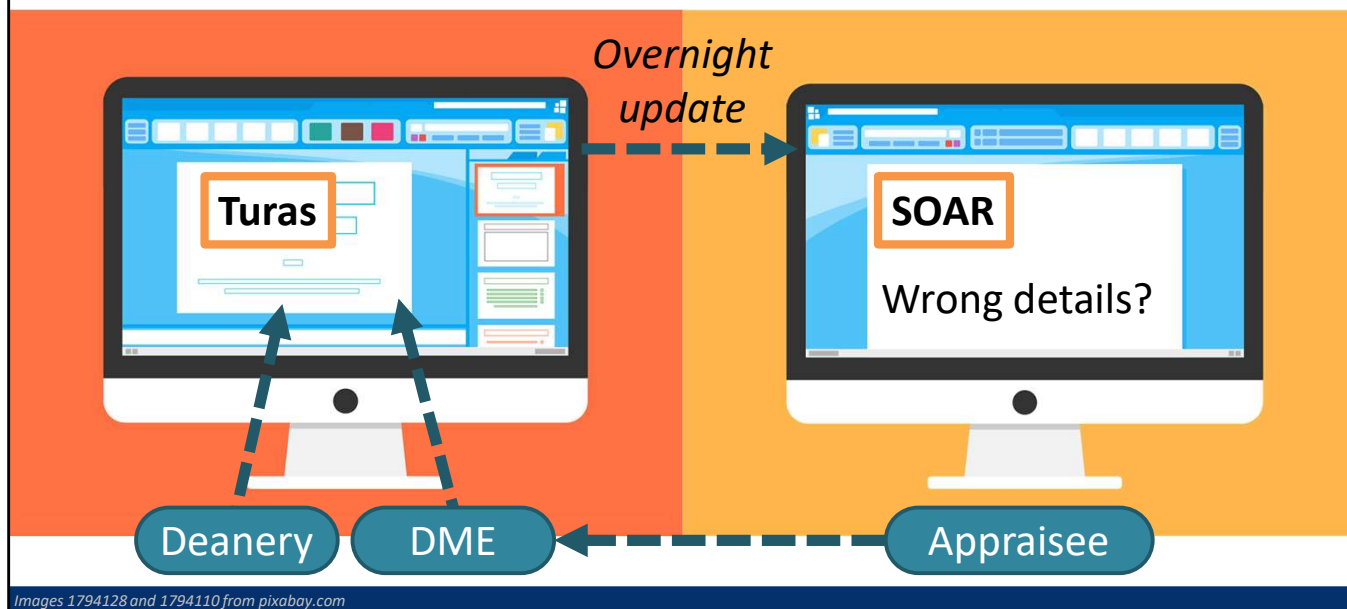 Overnight
update
Turas
SOAR
Wrong details?
Deanery
DME
Appraisee
Images 1794128 and 1794110 from pixabay.com